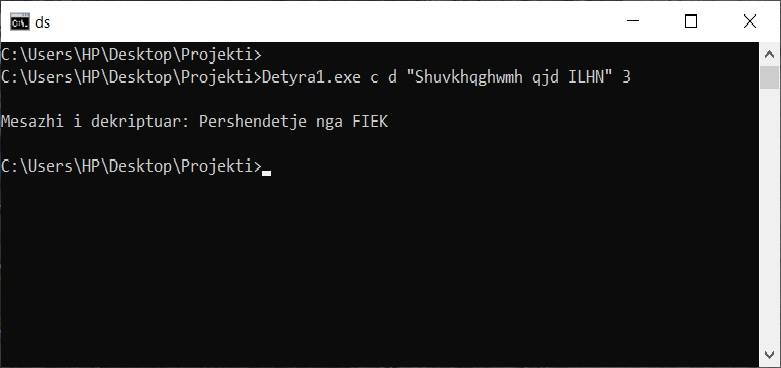 ds
C:\Users\HP\Desktop\Projekti>
C:\Users\HP\Desktop\Projekti>Detyra1.exe c d "Shuvkhqghwmh qjd ILHN" 3
Mesazhi i dekriptuar: Pershendetje nga FIEK
C:\Users\HP\Desktop\Projekti>